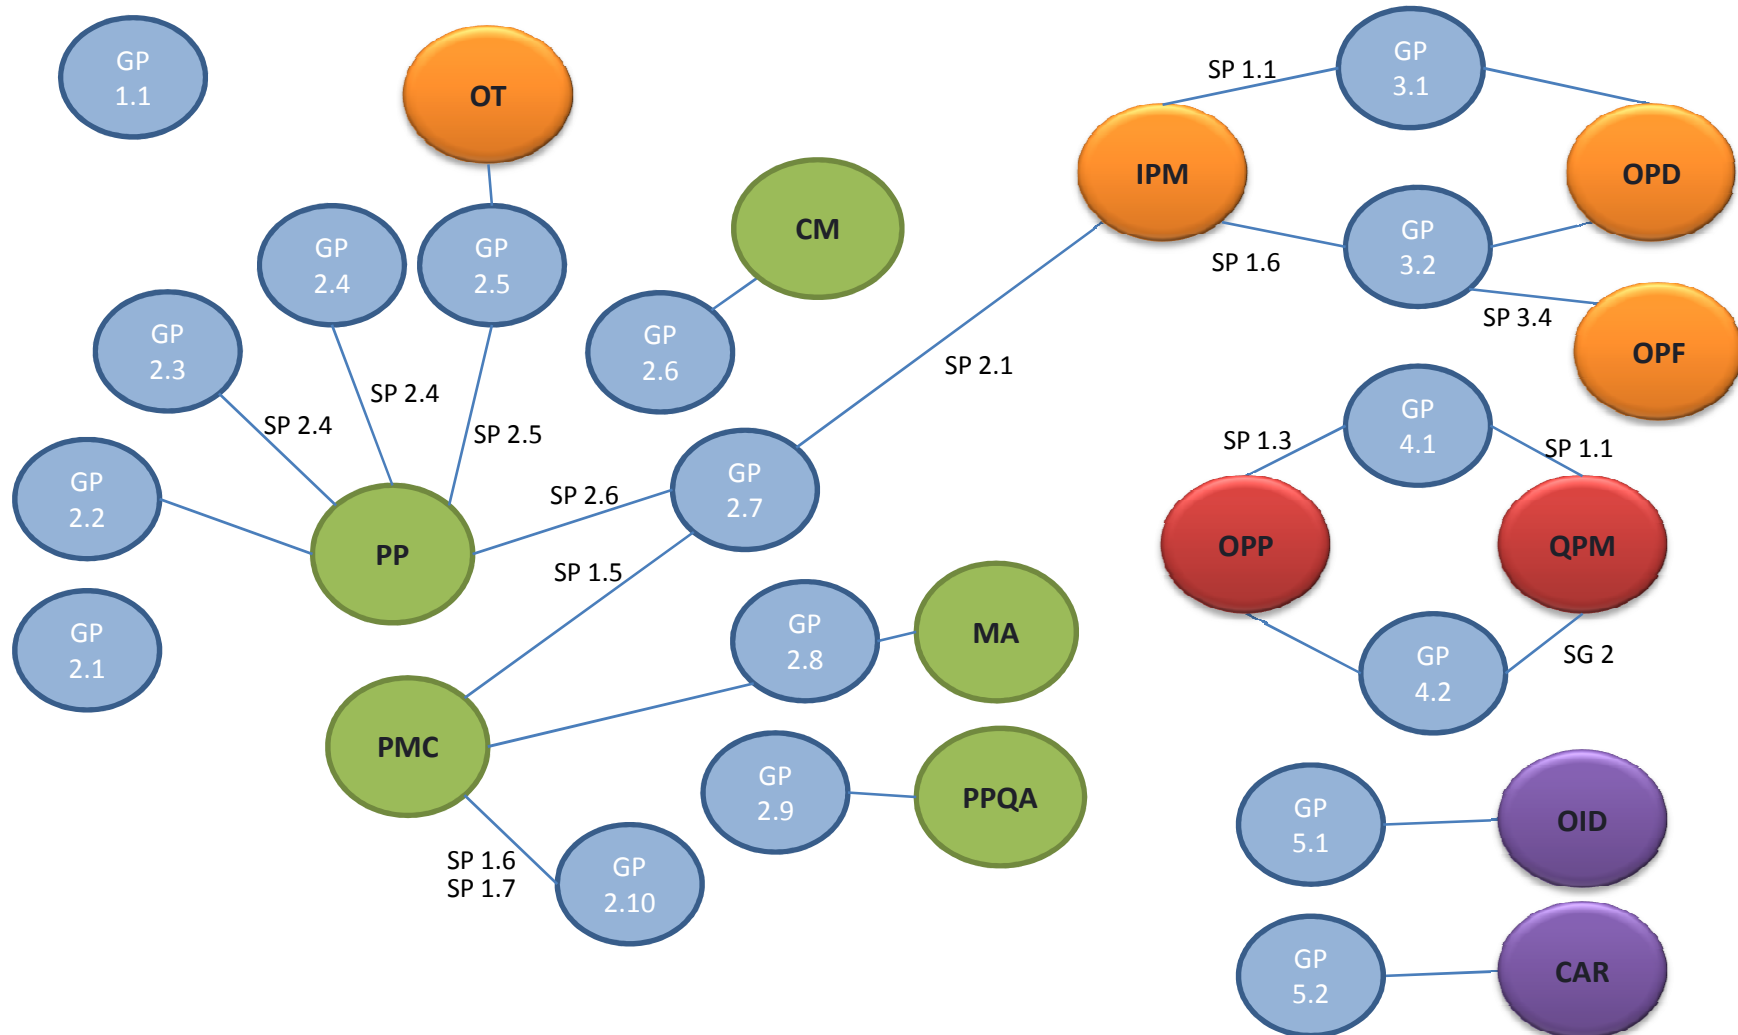 GP
1.1
OT
GP
3.1
SP 1.1
IPM
OPD
CM
GP
2.4
GP
2.5
GP
3.2
SP 1.6
SP 3.4
OPF
GP
2.3
GP
2.6
SP 2.1
SP 2.4
SP 2.4
SP 2.5
GP
4.1
SP 1.3
SP 1.1
GP
2.2
SP 2.6
GP
2.7
PP
SP 1.5
OPP
QPM
GP
2.1
GP
2.8
MA
GP
4.2
SG 2
PMC
GP
2.9
PPQA
GP
5.1
OID
SP 1.6
SP 1.7
GP
2.10
GP
5.2
CAR